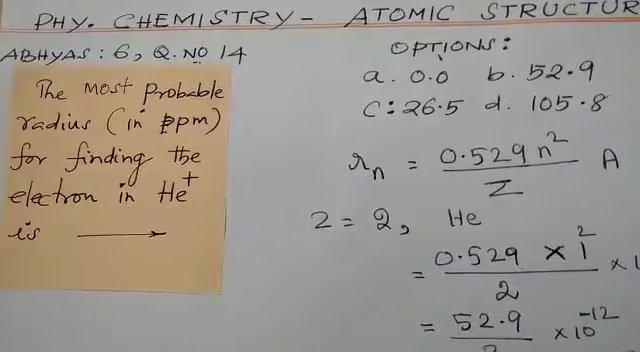 PHY. CHEMISTRY - ATOMIC STRUCTUR
ABHYAS : 6, Q. NO 14
The most probable
radius (in ppm)
for finding the
electron in He+
is →
OPTIONS :
a. 0.0 b. 52.9
C: 26.5 d. 105.8
rn = 0.529 n² / Z A
Z = 2, He
= 0.529 × 1² / 2 ×
= 52.9 / 2 × 10⁻¹²